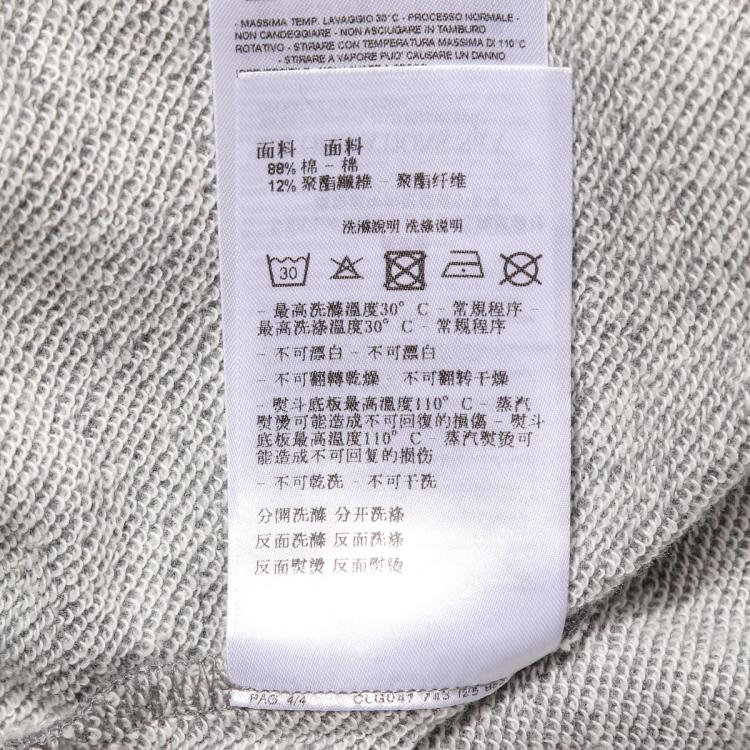 - MASSIMA TEMP. LAVAGGIO 30°C - PROCESSO NORMALE -
NON CANDEGGIARE - NON ASCIUGARE IN TAMBURO
ROTATIVO - STIRARE CON TEMPERATURA MASSIMA DI 110°C
- STIRARE A VAPORE PUO' CAUSARE UN DANNO
面料 - 面料
88% 棉 - 棉
12% 聚酯纖維 - 聚酯纤维
洗滌說明 洗涤说明
30
- 最高洗滌溫度30° C - 常規程序 -
最高洗涤温度30° C - 常规程序
- 不可漂白 - 不可漂白
- 不可翻轉乾燥 - 不可翻转干燥
- 熨斗底板最高溫度110° C - 蒸汽
熨燙可能造成不可回復的損傷 - 熨斗
底板最高温度110° C - 蒸汽熨烫可
能造成不可回复的损伤
- 不可乾洗 - 不可干洗
分開洗滌 分开洗涤
反面洗滌 反面洗涤
反面熨燙 反面熨烫
PAG. 4/4 CLG047 743 125